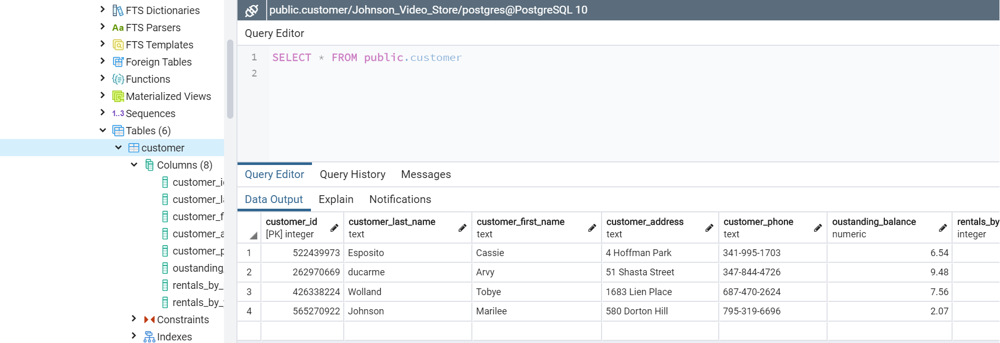 FTS Dictionaries
Aa FTS Parsers
FTS Templates
Foreign Tables
Functions
Materialized Views
1..3 Sequences
Tables (6)
customer
Columns (8)
customer_i
customer_l
customer_f
customer_a
customer_p
oustanding_
rentals_by_
rentals_by_
Constraints
Indexes
public.customer/Johnson_Video_Store/postgres@PostgreSQL 10
Query Editor
1 SELECT * FROM public.customer
2
Query Editor Query History Messages
Data Output Explain Notifications
customer_id customer_last_name customer_first_name customer_address customer_phone oustanding_balance rentals_by
[PK] integer text text text text numeric integer
1 522439973 Esposito Cassie 4 Hoffman Park 341-995-1703 6.54
2 262970669 ducarme Arvy 51 Shasta Street 347-844-4726 9.48
3 426338224 Wolland Tobye 1683 Lien Place 687-470-2624 7.56
4 565270922 Johnson Marilee 580 Dorton Hill 795-319-6696 2.07